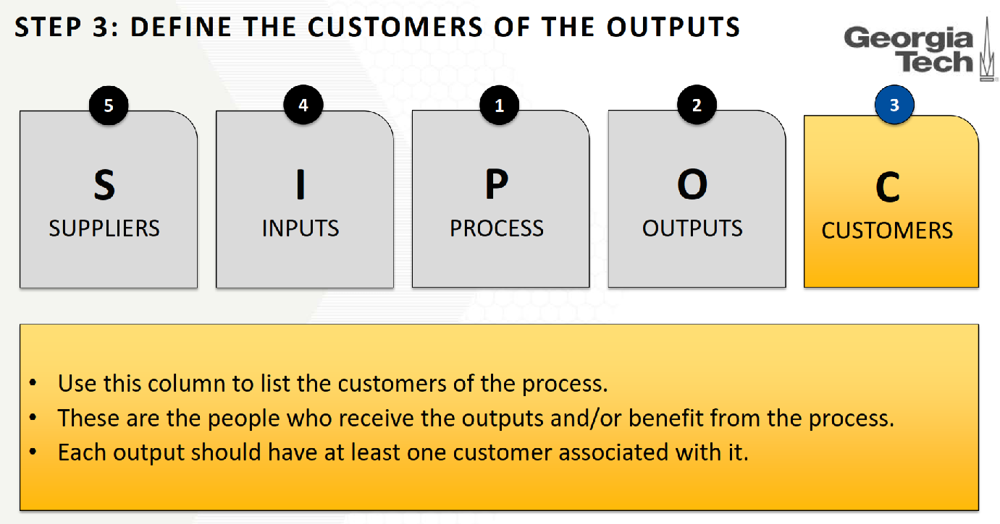 STEP 3: DEFINE THE CUSTOMERS OF THE OUTPUTS
Georgia
Tech
5
4
1
2
3
S
I
P
O
C
SUPPLIERS
INPUTS
PROCESS
OUTPUTS
CUSTOMERS
• Use this column to list the customers of the process.
• These are the people who receive the outputs and/or benefit from the process.
• Each output should have at least one customer associated with it.